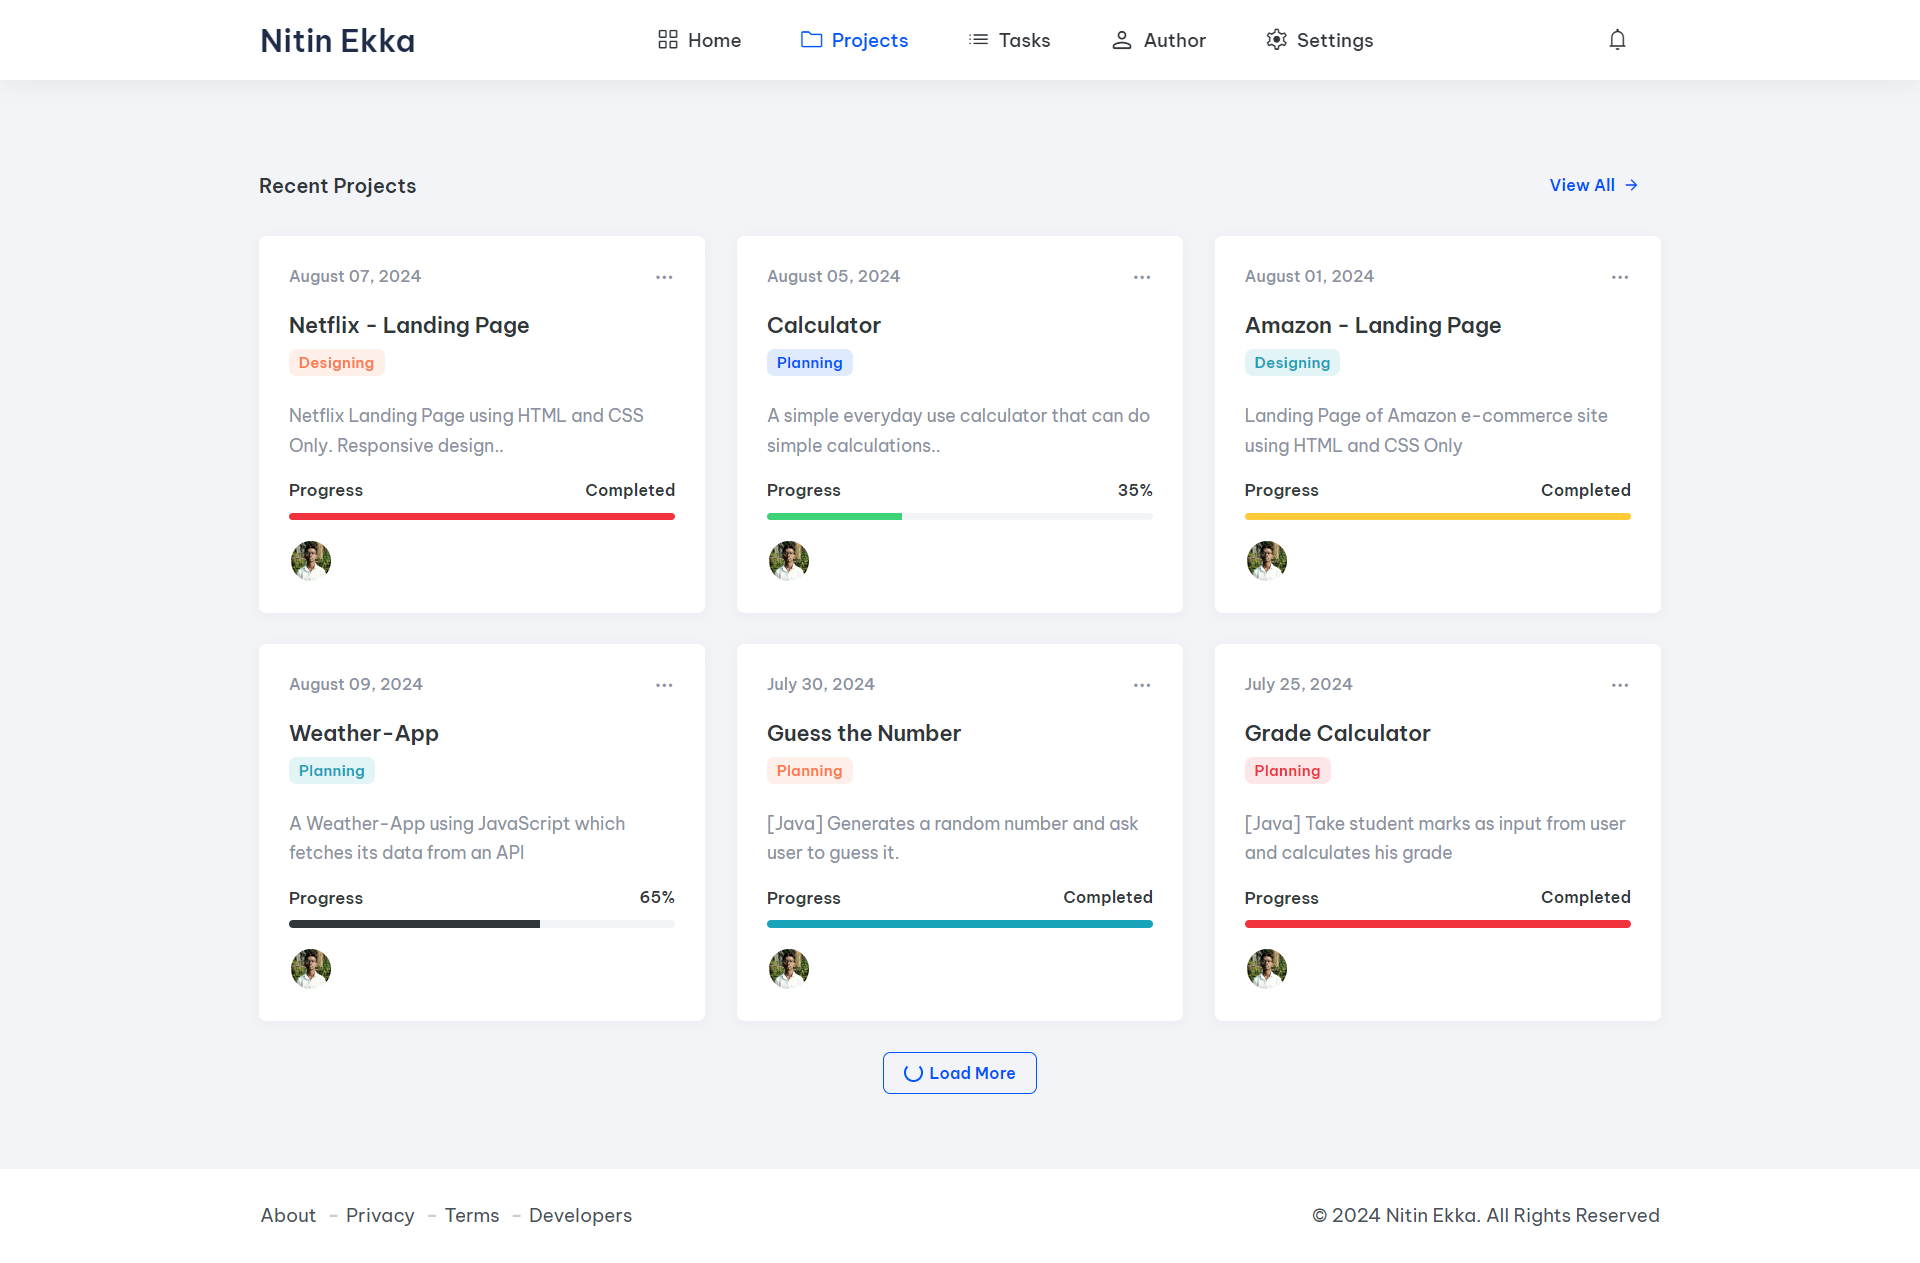 Nitin Ekka
Home
Projects
Tasks
Author
Settings
Recent Projects
View All
August 07, 2024
Netflix - Landing Page
Designing
Netflix Landing Page using HTML and CSS
Only. Responsive design..
Progress
Completed
August 05, 2024
Calculator
Planning
A simple everyday use calculator that can do
simple calculations..
Progress
35%
August 01, 2024
Amazon - Landing Page
Designing
Landing Page of Amazon e-commerce site
using HTML and CSS Only
Progress
Completed
August 09, 2024
Weather-App
Planning
A Weather-App using JavaScript which
fetches its data from an API
Progress
65%
July 30, 2024
Guess the Number
Planning
[Java] Generates a random number and ask
user to guess it.
Progress
Completed
July 25, 2024
Grade Calculator
Planning
[Java] Take student marks as input from user
and calculates his grade
Progress
Completed
Load More
About - Privacy - Terms - Developers
© 2024 Nitin Ekka. All Rights Reserved